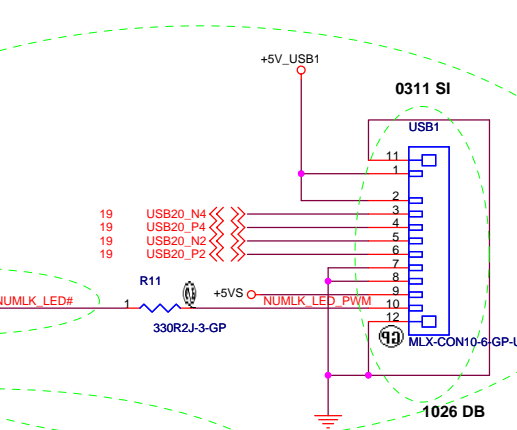 +5V_USB1
0311 SI
USB1
11
1
2
19 USB20_N4 3
19 USB20_P4 4
19 USB20_N2 5
19 USB20_P2 6
7
8
R11 +5VS 9
NUMLK_LED# 1 NUMLK_LED_PWM 10
12
330R2J-3-GP
MLX-CON10-6-GP-U
1026 DB